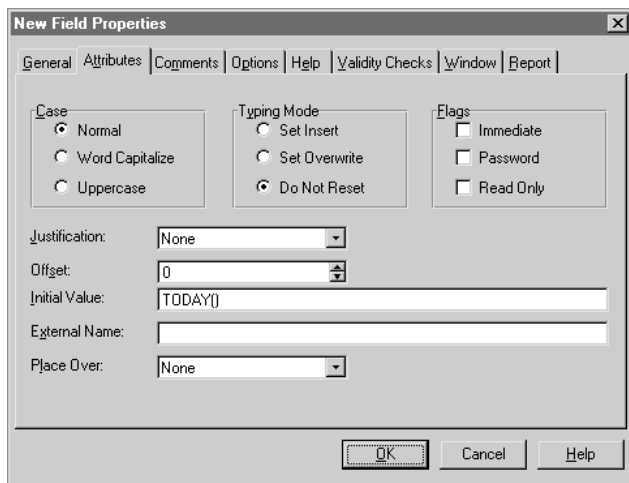 New Field Properties
General Attributes Comments Options Help Validity Checks Window Report
Case Typing Mode Flags
Normal Set Insert Immediate
Word Capitalize Set Overwrite Password
Uppercase Do Not Reset Read Only
Justification: None
Offset: 0
Initial Value: TODAY()
External Name:
Place Over: None
OK Cancel Help